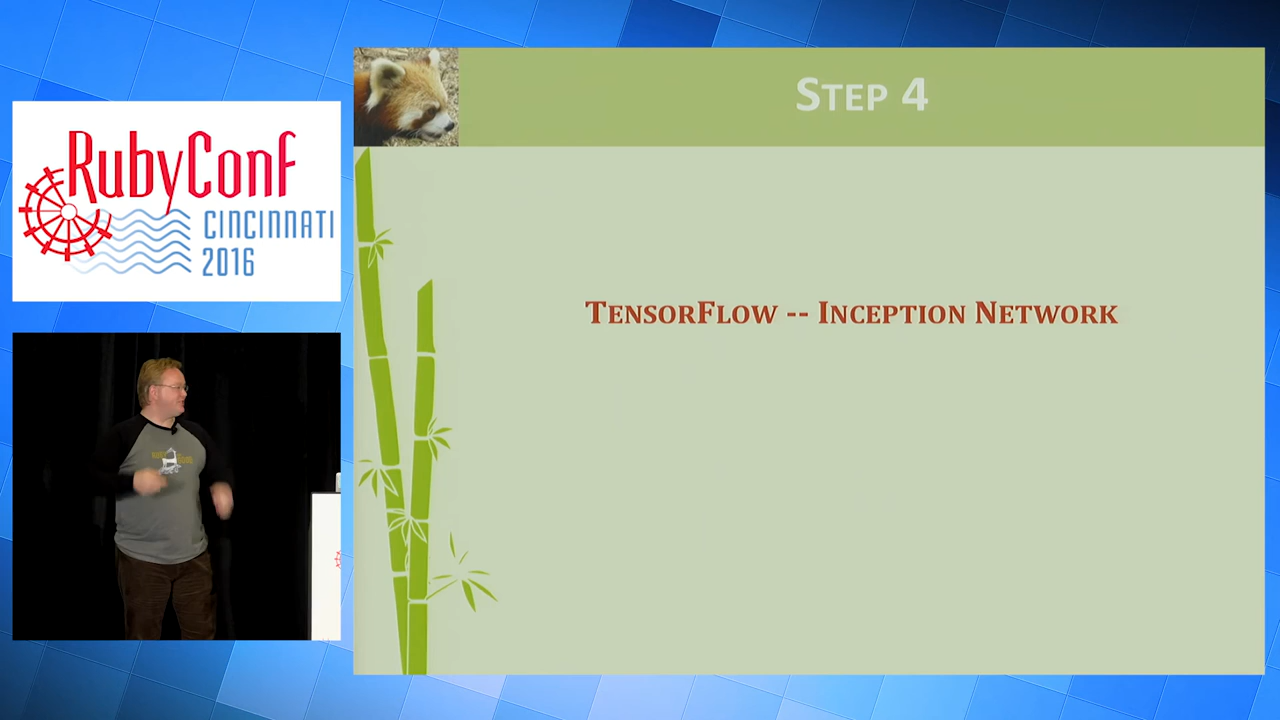 RubyConf
CINCINNATI
2016
STEP 4
TENSORFLOW -- INCEPTION NETWORK